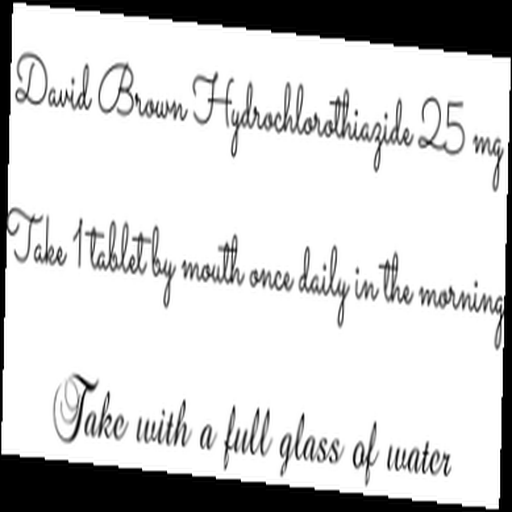 David Brown Hydrochlorothiazide 25 mg
Take 1 tablet by mouth once daily in the morning
Take with a full glass of water